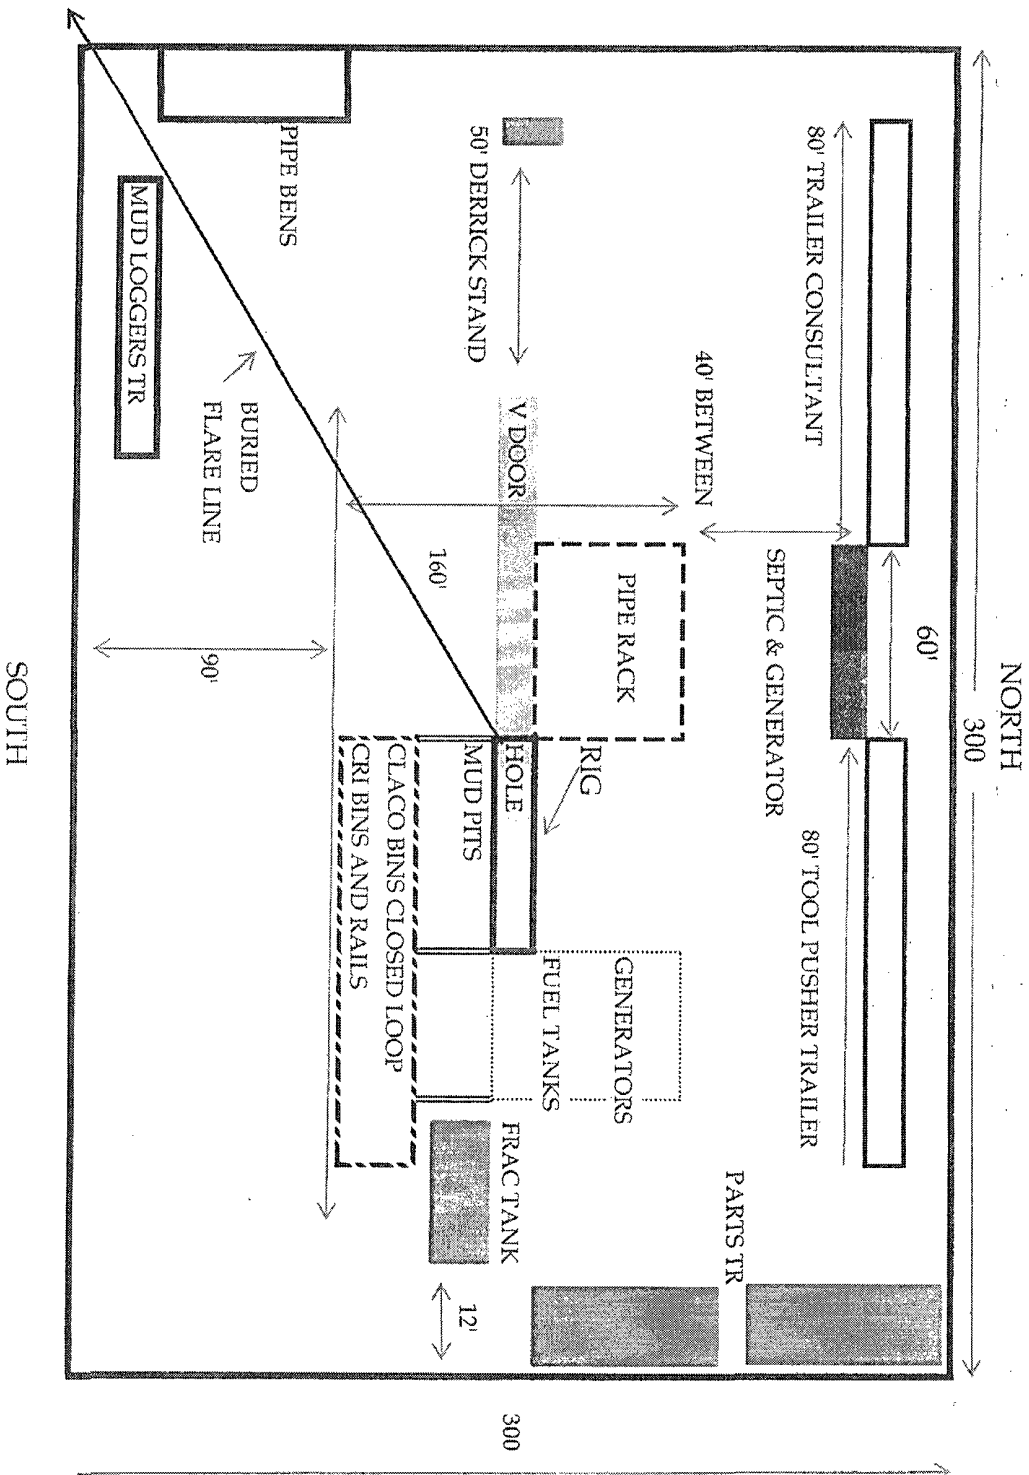 NORTH
300
60'
80' TRAILER CONSULTANT
80' TOOL PUSHER TRAILER
SEPTIC & GENERATOR
PARTS TR
40' BETWEEN
PIPE RACK
RIG
GENERATORS
FUEL TANKS
50' DERRICK STAND
V DOOR
HOLE
FRAC TANK
MUD PITS
12'
160'
CLACO BINS CLOSED LOOP
CRI BINS AND RAILS
PIPE BENS
BURIED
FLARE LINE
90'
MUD LOGGERS TR
300
SOUTH